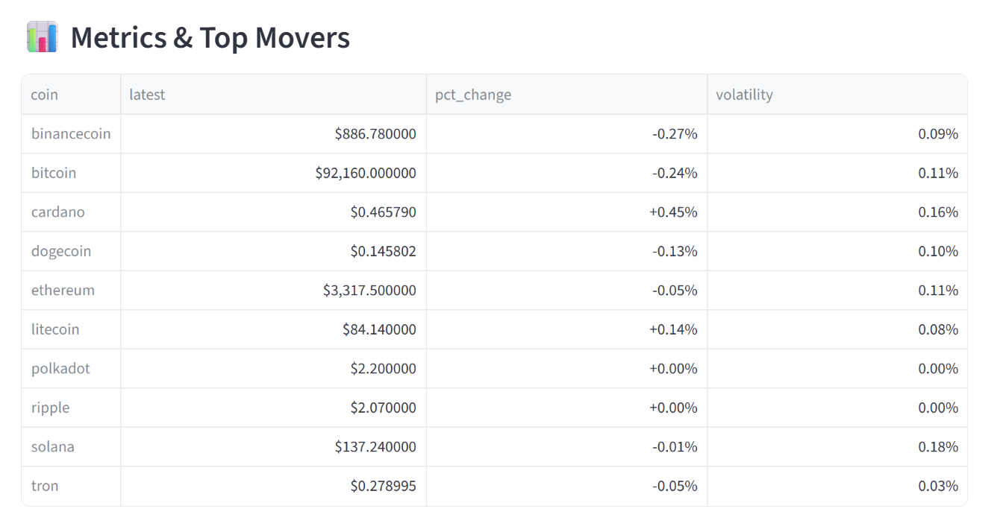 Metrics & Top Movers
coin latest pct_change volatility
binancecoin $886.780000 -0.27% 0.09%
bitcoin $92,160.000000 -0.24% 0.11%
cardano $0.465790 +0.45% 0.16%
dogecoin $0.145802 -0.13% 0.10%
ethereum $3,317.500000 -0.05% 0.11%
litecoin $84.140000 +0.14% 0.08%
polkadot $2.200000 +0.00% 0.00%
ripple $2.070000 +0.00% 0.00%
solana $137.240000 -0.01% 0.18%
tron $0.278995 -0.05% 0.03%